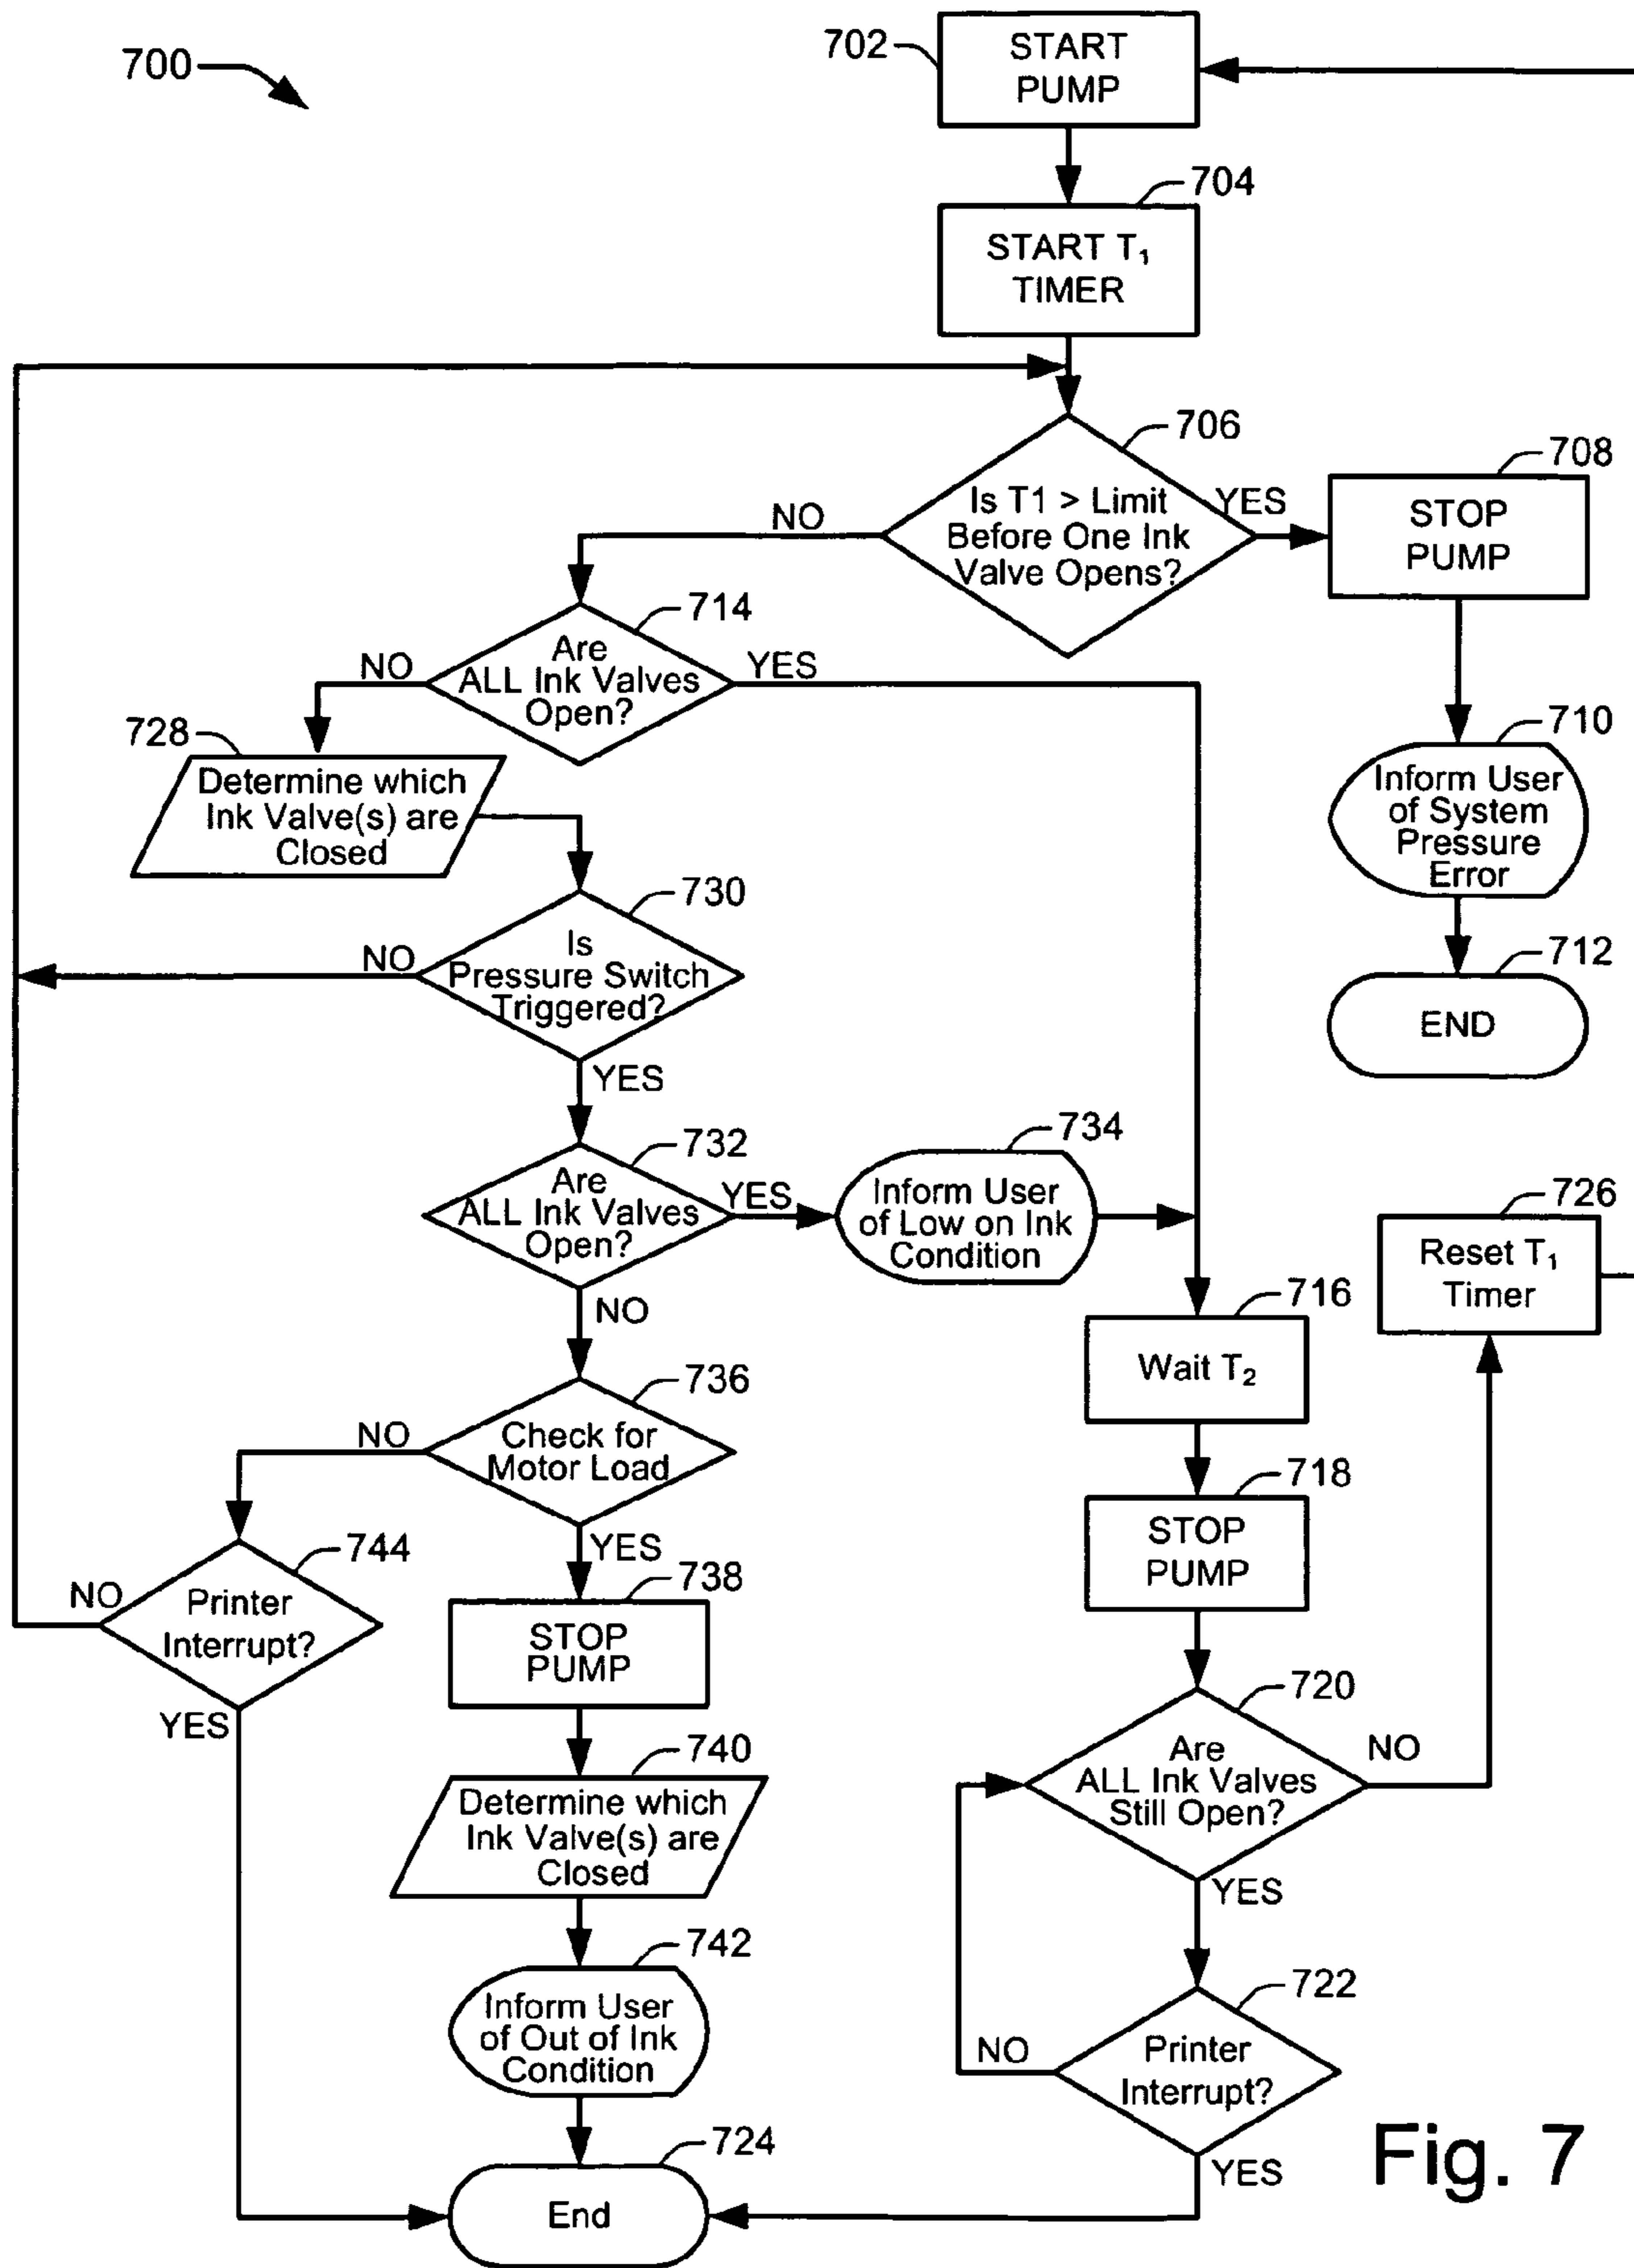 700
702
START
PUMP
704
START T₁
TIMER
706
Is T1 > Limit
Before One Ink
Valve Opens?
NO
YES
708
STOP
PUMP
710
Inform User
of System
Pressure
Error
712
END
714
Are
ALL Ink Valves
Open?
NO
YES
728
Determine which
Ink Valve(s) are
Closed
730
Is
Pressure Switch
Triggered?
NO
YES
732
Are
ALL Ink Valves
Open?
YES
NO
734
Inform User
of Low on Ink
Condition
736
Check for
Motor Load
NO
YES
744
Printer
Interrupt?
NO
YES
738
STOP
PUMP
740
Determine which
Ink Valve(s) are
Closed
742
Inform User
of Out of Ink
Condition
724
End
716
Wait T₂
718
STOP
PUMP
720
Are
ALL Ink Valves
Still Open?
NO
YES
726
Reset T₁
Timer
722
Printer
Interrupt?
NO
YES
Fig. 7